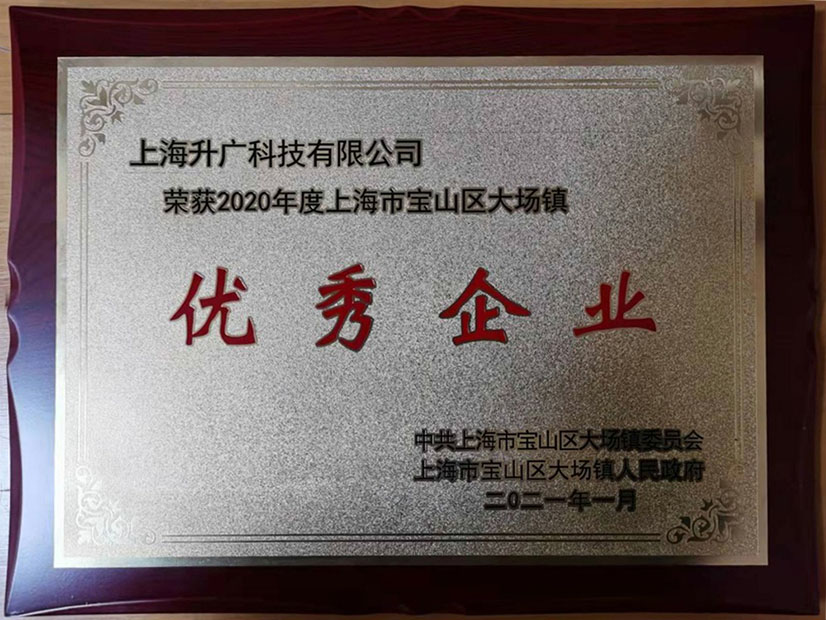 上海升广科技有限公司
荣获2020年度上海市宝山区大场镇
优秀企业
中共上海市宝山区大场镇委员会
上海市宝山区大场镇人民政府
二0二一年一月